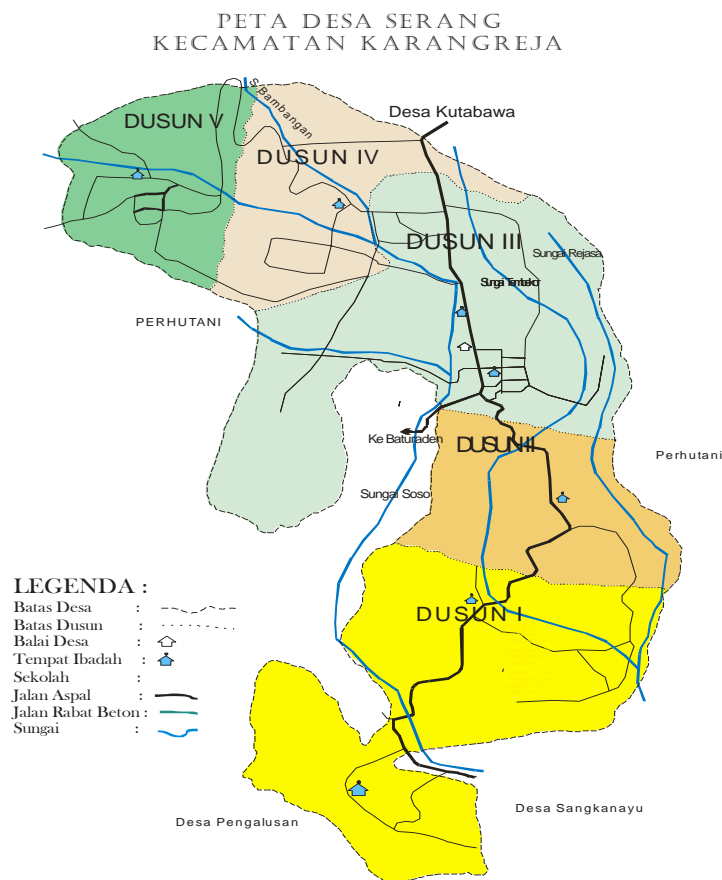 PETA DESA SERANG
KECAMATAN KARANGREJA
S. Bambangan
Desa Kutabawa
DUSUN V
DUSUN IV
DUSUN III
Sungai Rejasa
Sungai
PERHUTANI
Ke Baturaden
DUSUN II
Perhutani
Sungai Soso
DUSUN I
LEGENDA :
Batas Desa :
Batas Dusun :
Balai Desa :
Tempat Ibadah :
Sekolah :
Jalan Aspal :
Jalan Rabat Beton :
Sungai :
Desa Sangkanayu
Desa Pengalusan